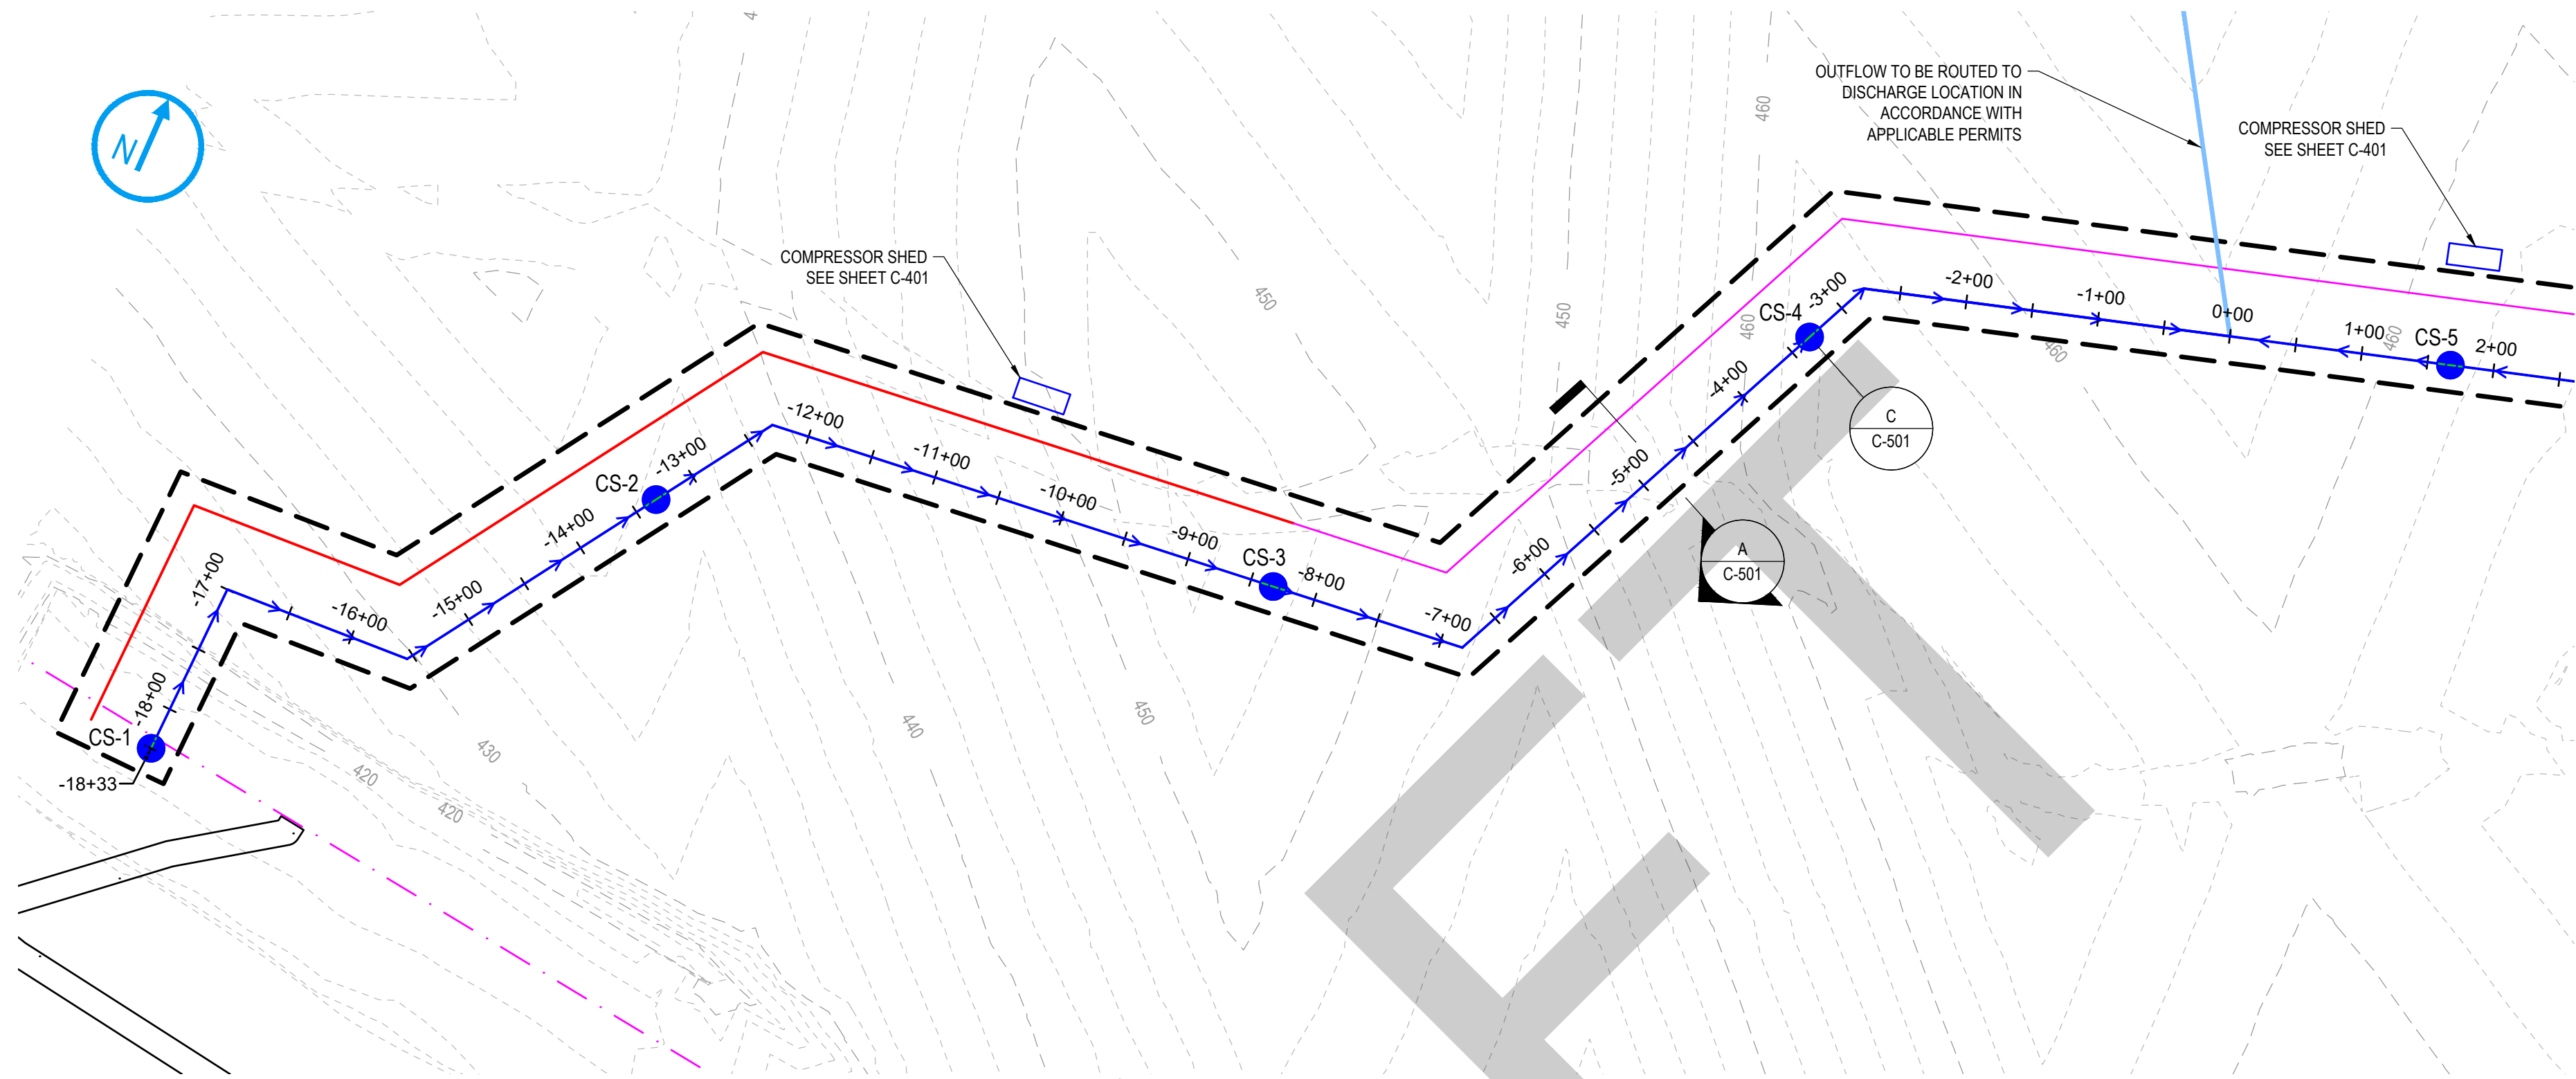 4
OUTFLOW TO BE ROUTED TO
DISCHARGE LOCATION IN
ACCORDANCE WITH
APPLICABLE PERMITS
COMPRESSOR SHED
SEE SHEET C-401
N
460
COMPRESSOR SHED
SEE SHEET C-401
450
450
460
460
460
-3+00
-2+00
-1+00
0+00
1+00
2+00
CS-4
CS-5
C
C-501
-4+00
-5+00
-6+00
A
C-501
-12+00
-11+00
-10+00
-9+00
-8+00
-7+00
CS-3
-13+00
CS-2
-14+00
-15+00
-16+00
-17+00
-18+00
CS-1
-18+33
420
420
430
440
450